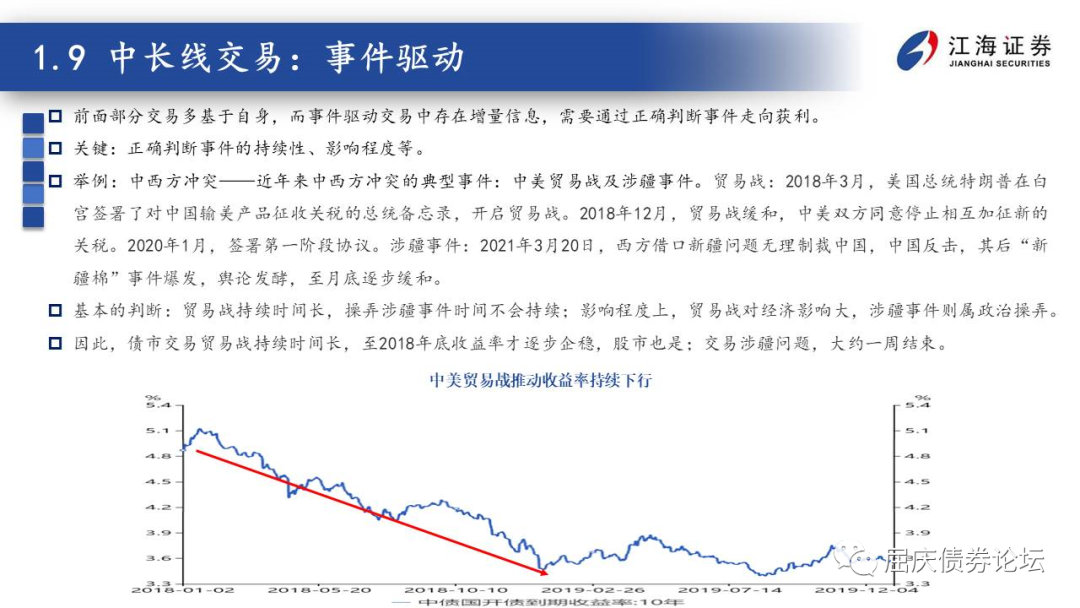 1.9 中长线交易：事件驱动
江海证券
JIANGHAI SECURITIES
前面部分交易多基于自身，而事件驱动交易中存在增量信息，需要通过正确判断事件走向获利。
关键：正确判断事件的持续性、影响程度等。
举例：中西方冲突——近年来中西方冲突的典型事件：中美贸易战及涉疆事件。贸易战：2018年3月，美国总统特朗普在白
宫签署了对中国输美产品征收关税的总统备忘录，开启贸易战。2018年12月，贸易战缓和，中美双方同意停止相互加征新的
关税。2020年1月，签署第一阶段协议。涉疆事件：2021年3月20日，西方借口新疆问题无理制裁中国，中国反击，其后“新
疆棉”事件爆发，舆论发酵，至月底逐步缓和。
基本的判断：贸易战持续时间长，操弄涉疆事件时间不会持续；影响程度上，贸易战对经济影响大，涉疆事件则属政治操弄。
因此，债市交易贸易战持续时间长，至2018年底收益率才逐步企稳，股市也是；交易涉疆问题，大约一周结束。
中美贸易战推动收益率持续下行
% %
5.4 5.4
5.1 5.1
4.8 4.8
4.5 4.5
4.2 4.2
3.9 3.9
3.6
3.3 3.3
屈庆债券论坛
2018-01-02 2018-05-20 2018-10-10 2019-02-26 2019-07-14 2019-12-04
中债国开债到期收益率:10年